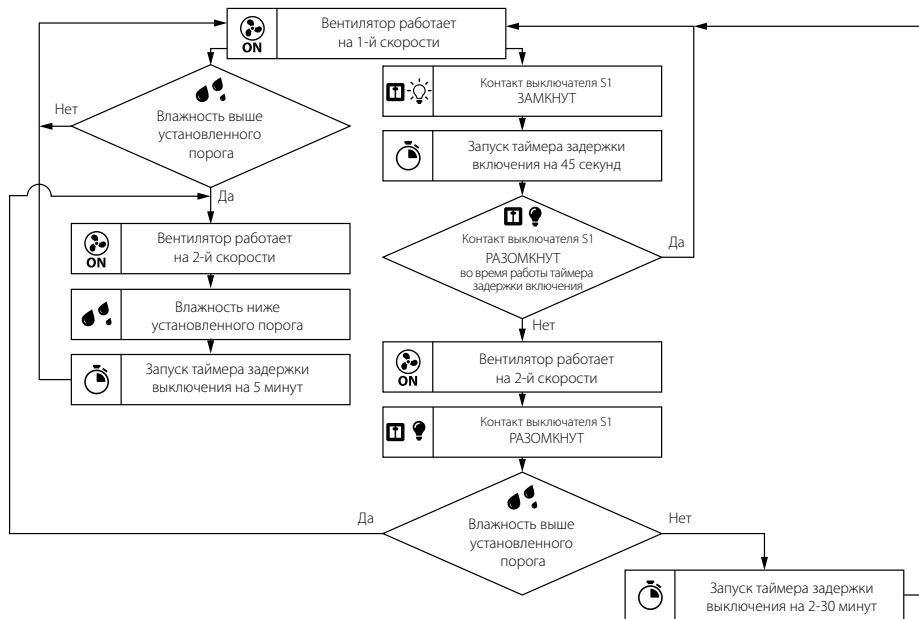 ON
Вентилятор работает
на 1-й скорости
Контакт выключателя S1
ЗАМКНУТ
Нет
Влажность выше
установленного
порога
Запуск таймера задержки
включения на 45 секунд
Да
Контакт выключателя S1
РАЗОМКНУТ
во время работы таймера
задержки включения
Да
ON
Вентилятор работает
на 2-й скорости
Влажность ниже
установленного порога
Нет
Запуск таймера задержки
выключения на 5 минут
ON
Вентилятор работает
на 2-й скорости
Контакт выключателя S1
РАЗОМКНУТ
Да
Влажность выше
установленного
порога
Нет
Запуск таймера задержки
выключения на 2-30 минут